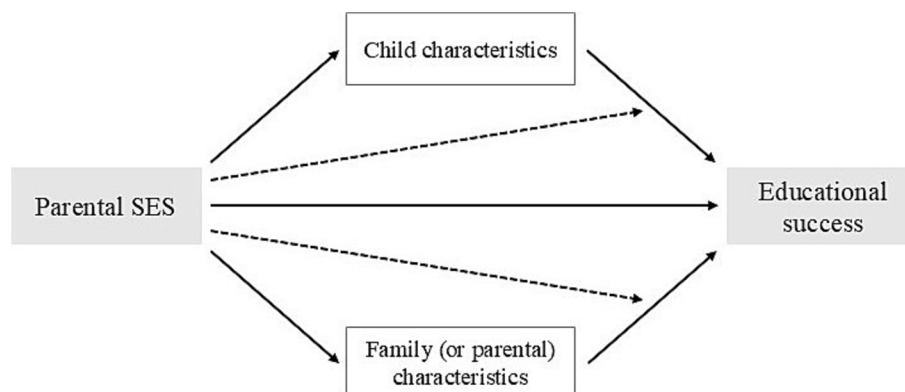 Child characteristics
Parental SES
Educational
success
Family (or parental)
characteristics